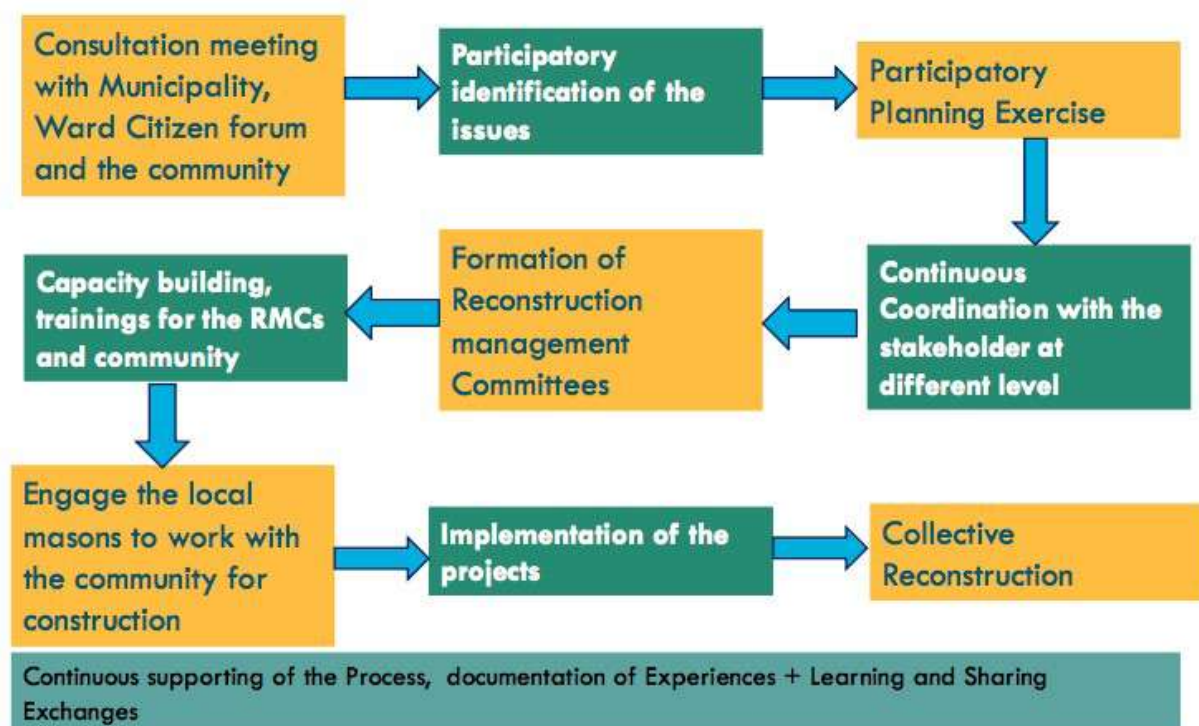 Consultation meeting
with Municipality,
Ward Citizen forum
and the community
Participatory
identification of the
issues
Participatory
Planning Exercise
Continuous
Coordination with the
stakeholder at
different level
Formation of
Reconstruction
management
Committees
Capacity building,
trainings for the RMCs
and community
Engage the local
masons to work with
the community for
construction
Implementation of the
projects
Collective
Reconstruction
Continuous supporting of the Process, documentation of Experiences + Learning and Sharing
Exchanges